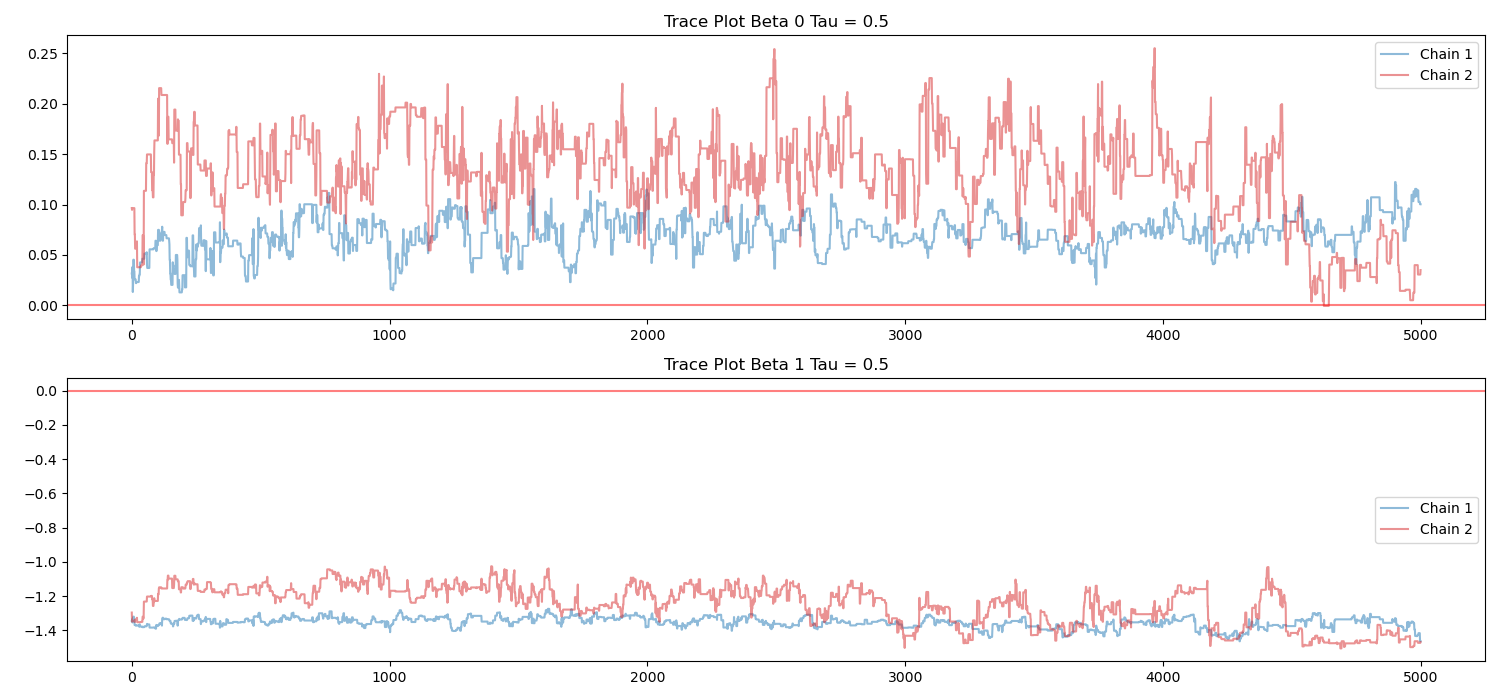 Trace Plot Beta 0 Tau = 0.5
0.25
0.20
0.15
0.10
0.05
0.00
Chain 1
Chain 2
0 1000 2000 3000 4000 5000
Trace Plot Beta 1 Tau = 0.5
0.0
−0.2
−0.4
−0.6
−0.8
−1.0
−1.2
−1.4
Chain 1
Chain 2
0 1000 2000 3000 4000 5000